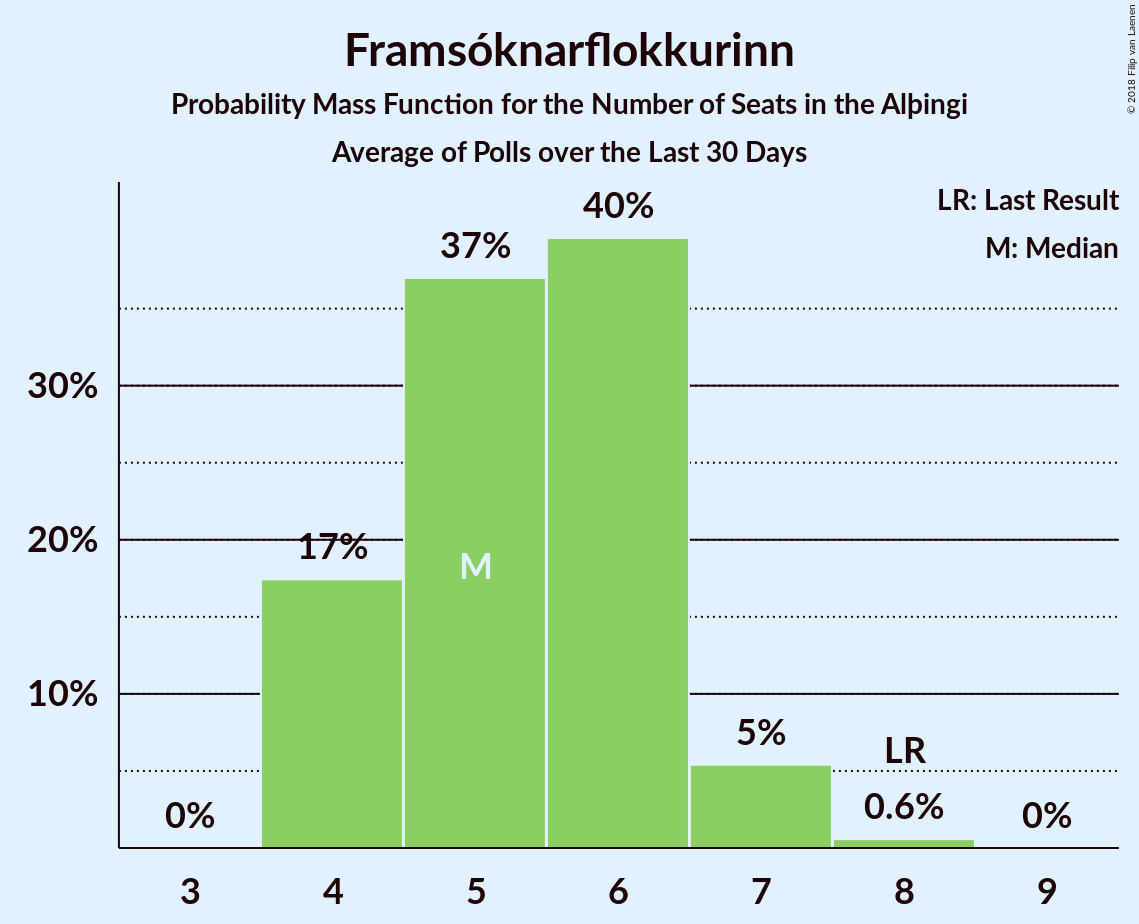 Framsóknarflokkurinn
Probability Mass Function for the Number of Seats in the Alþingi
Average of Polls over the Last 30 Days
© 2018 Filip van Laenen
LR: Last Result
M: Median
40%
37%
30%
20%
17%
M
10%
5%
LR
0%
0.6%
0%
3 4 5 6 7 8 9